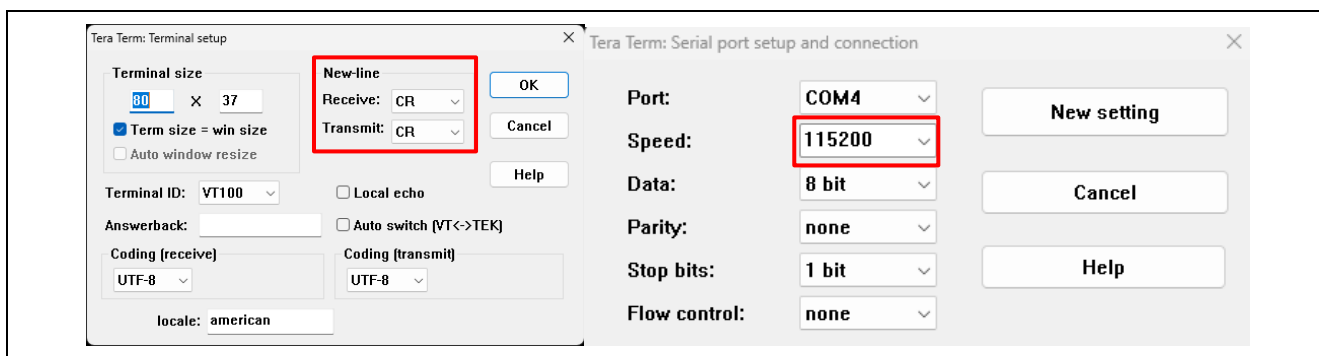 Tera Term: Terminal setup
Terminal size
80 X 37
Term size = win size
Auto window resize
New-line
Receive: CR
Transmit: CR
OK
Cancel
Help
Terminal ID: VT100
Local echo
Answerback:
Auto switch (VT<->TEK)
Coding (receive)
UTF-8
Coding (transmit)
UTF-8
locale: american
Tera Term: Serial port setup and connection
Port: COM4
New setting
Speed: 115200
Data: 8 bit
Cancel
Parity: none
Stop bits: 1 bit
Help
Flow control: none